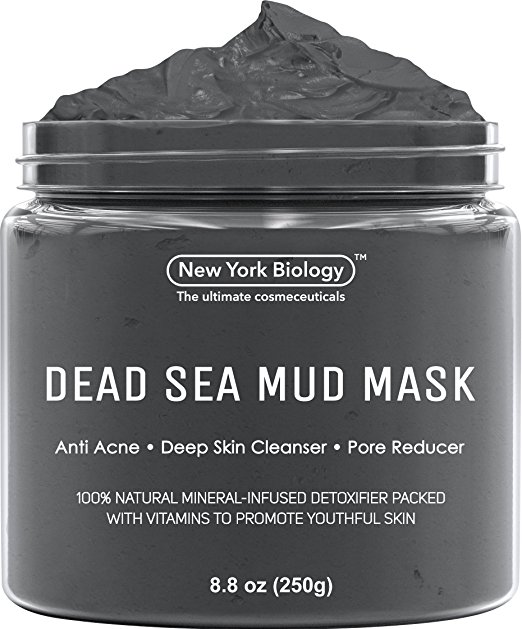 New York Biology™
The ultimate cosmeceuticals
DEAD SEA MUD MASK
Anti Acne • Deep Skin Cleanser • Pore Reducer
100% NATURAL MINERAL-INFUSED DETOXIFIER PACKED
WITH VITAMINS TO PROMOTE YOUTHFUL SKIN
8.8 oz (250g)